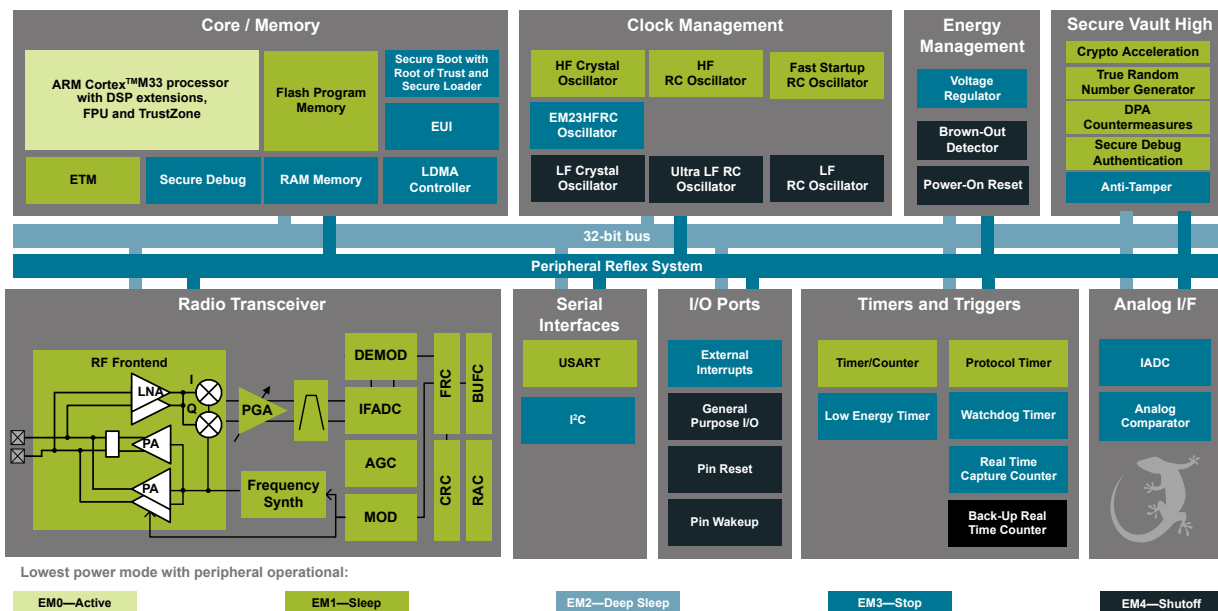 Core / Memory
ARM Cortex™M33 processor
with DSP extensions,
FPU and TrustZone
Flash Program
Memory
Secure Boot with
Root of Trust and
Secure Loader
EUI
ETM
Secure Debug
RAM Memory
LDMA
Controller
Clock Management
HF Crystal
Oscillator
HF
RC Oscillator
Fast Startup
RC Oscillator
EM23HFRC
Oscillator
LF Crystal
Oscillator
Ultra LF RC
Oscillator
LF
RC Oscillator
Energy
Management
Voltage
Regulator
Brown-Out
Detector
Power-On Reset
Secure Vault High
Crypto Acceleration
True Random
Number Generator
DPA
Countermeasures
Secure Debug
Authentication
Anti-Tamper
32-bit bus
Peripheral Reflex System
Radio Transceiver
RF Frontend
LNA
I
Q
PA
PA
PGA
Frequency
Synth
DEMOD
IFADC
AGC
MOD
FRC
BUFC
CRC
RAC
Serial
Interfaces
USART
I²C
I/O Ports
External
Interrupts
General
Purpose I/O
Pin Reset
Pin Wakeup
Timers and Triggers
Timer/Counter
Protocol Timer
Low Energy Timer
Watchdog Timer
Real Time
Capture Counter
Back-Up Real
Time Counter
Analog I/F
IADC
Analog
Comparator
Lowest power mode with peripheral operational:
EM0—Active
EM1—Sleep
EM2—Deep Sleep
EM3—Stop
EM4—Shutoff